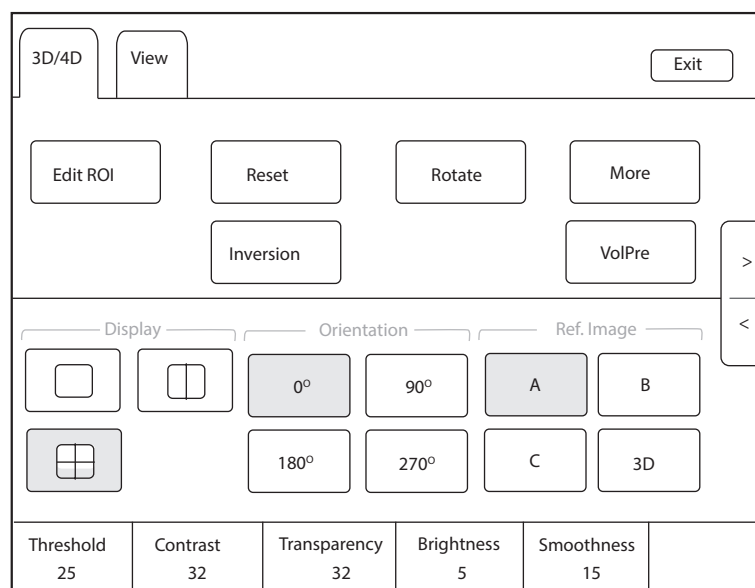 3D/4D View Exit
Edit ROI Reset Rotate More
Inversion VolPre
>
<
Display Orientation Ref. Image
0° 90° A B
180° 270° C 3D
Threshold Contrast Transparency Brightness Smoothness
25 32 32 5 15